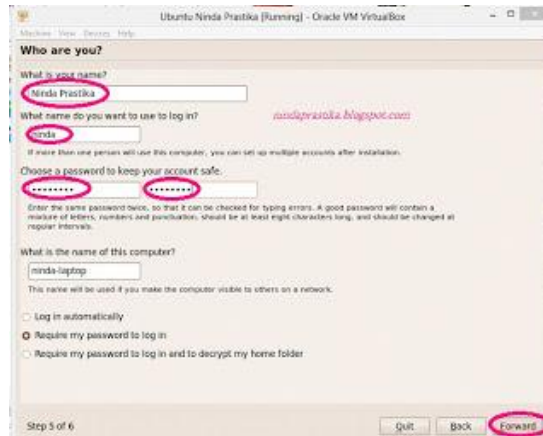 Ubuntu Ninda Prastika [Running] - Oracle VM VirtualBox
Machine View Devices Help
Who are you?
What is your name?
Ninda Prastika
What name do you want to use to log in?
nindaprastika.blogspot.com
ninda
If more than one person will use this computer, you can set up multiple accounts after installation.
Choose a password to keep your account safe.
Enter the same password twice, so that it can be checked for typing errors. A good password will contain a
mixture of letters, numbers and punctuation, should be at least eight characters long, and should be changed at
regular intervals.
What is the name of this computer?
ninda-laptop
This name will be used if you make the computer visible to others on a network.
Log in automatically
Require my password to log in
Require my password to log in and to decrypt my home folder
Step 5 of 6
Quit
Back
Forward